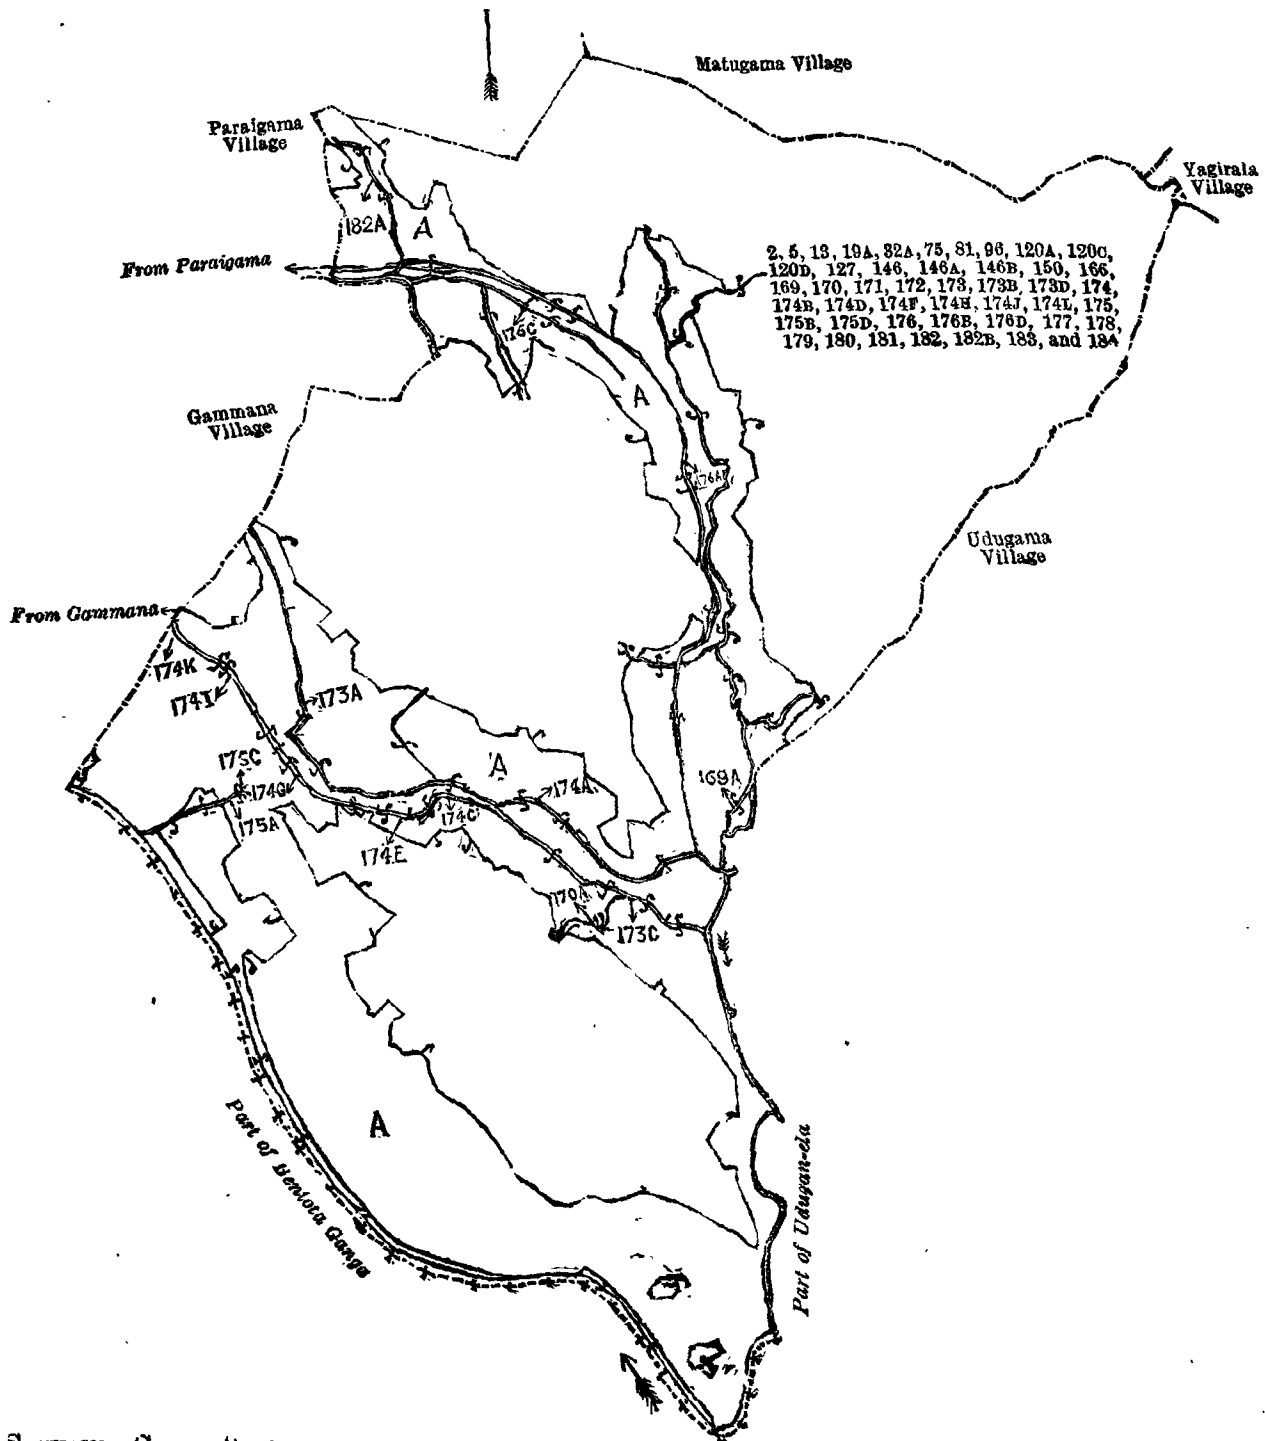 Matugama Village
Paraigama
Village
Yagirala
Village
182A
A
From Paraigama
2, 5, 13, 19A, 32A, 75, 81, 96, 120A, 120C,
120D, 127, 146, 146A, 146B, 150, 166,
169, 170, 171, 172, 173, 173B, 173D, 174,
174B, 174D, 174F, 174H, 174J, 174L, 175,
175B, 175D, 176, 176B, 176D, 177, 178,
179, 180, 181, 182, 182B, 183, and 184
176C
A
Gammana
Village
176A
Udugama
Village
From Gammana
174K
174I
173A
175C
A
169A
174G
174A
174C
175A
174E
170A
173C
A
Part of Bentota Ganga
Part of Udugan-ela